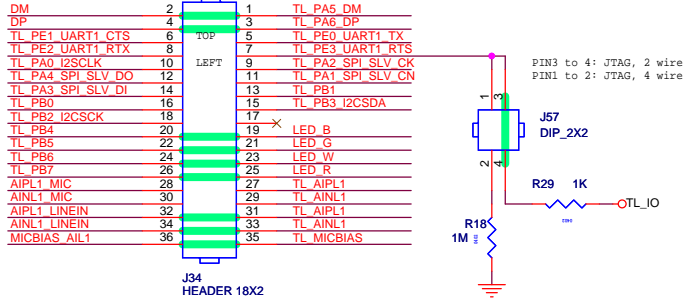 DM 2 1 TL_PA5_DM
DP 4 3 TL_PA6_DP
TL_PE1_UART1_CTS 6 TOP 5 TL_PE0_UART1_TX
TL_PE2_UART1_RTX 8 7 TL_PE3_UART1_RTS
TL_PA0_I2SCLK 10 LEFT 9 TL_PA2_SPI_SLV_CK
TL_PA4_SPI_SLV_DO 12 11 TL_PA1_SPI_SLV_CN
TL_PA3_SPI_SLV_DI 14 13 TL_PB1
TL_PB0 16 15 TL_PB3_I2CSDA
TL_PB2_I2CSCK 18 17
TL_PB4 20 19 LED_B
TL_PB5 22 21 LED_G
TL_PB6 24 23 LED_W
TL_PB7 26 25 LED_R
AIPL1_MIC 28 27 TL_AIPL1
AINL1_MIC 30 29 TL_AINL1
AIPL1_LINEIN 32 31 TL_AIPL1
AINL1_LINEIN 34 33 TL_AINL1
MICBIAS_AIL1 36 35 TL_MICBIAS
J34
HEADER 18X2
PIN3 to 4: JTAG, 2 wire
PIN1 to 2: JTAG, 4 wire
1 3
J57
DIP_2X2
2 4
R29 1K
TL_IO
R18
1M